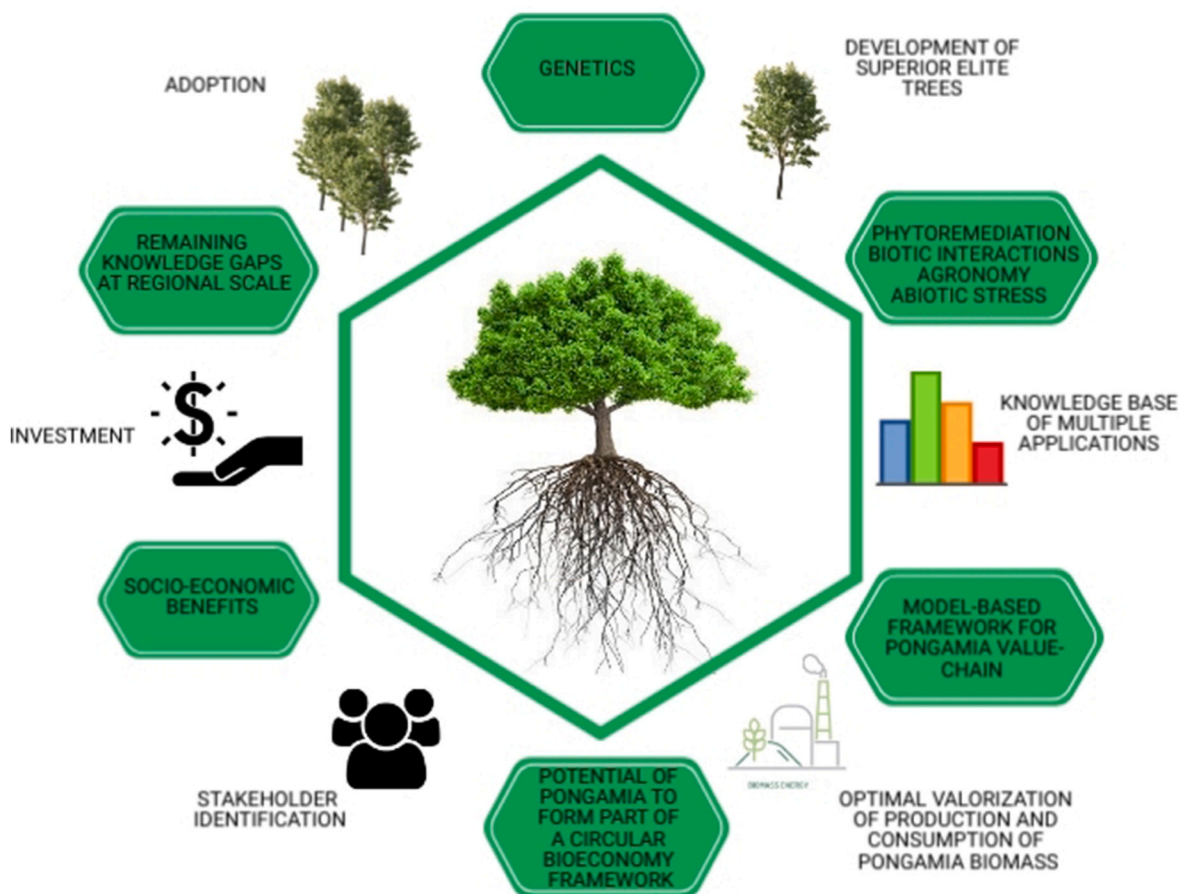 GENETICS
DEVELOPMENT OF
SUPERIOR ELITE
TREES
ADOPTION
PHYTOREMEDIATION
BIOTIC INTERACTIONS
AGRONOMY
ABIOTIC STRESS
REMAINING
KNOWLEDGE GAPS
AT REGIONAL SCALE
KNOWLEDGE BASE
OF MULTIPLE
APPLICATIONS
$
INVESTMENT
SOCIO-ECONOMIC
BENEFITS
MODEL-BASED
FRAMEWORK FOR
PONGAMIA VALUE-
CHAIN
BIOMASS ENERGY
STAKEHOLDER
IDENTIFICATION
POTENTIAL OF
PONGAMIA TO
FORM PART OF
A CIRCULAR
BIOECONOMY
FRAMEWORK
OPTIMAL VALORIZATION
OF PRODUCTION AND
CONSUMPTION OF
PONGAMIA BIOMASS